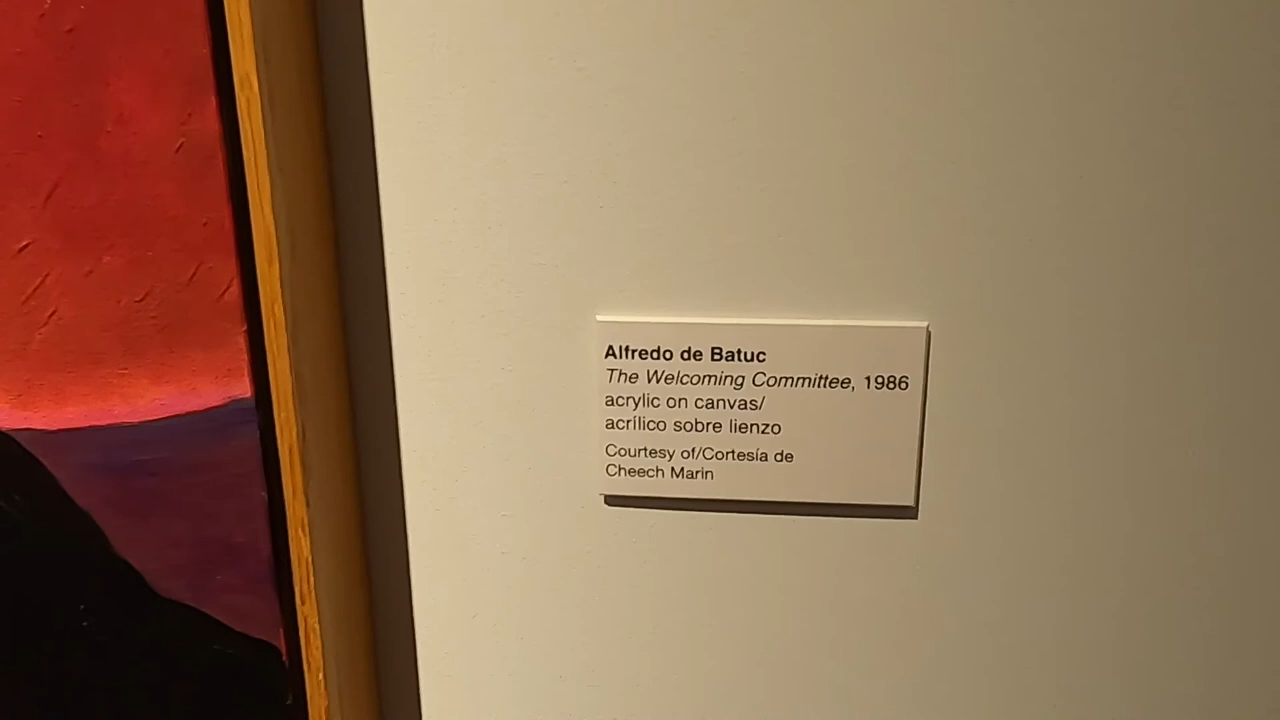 Alfredo de Batuc
The Welcoming Committee, 1986
acrylic on canvas/
acrílico sobre lienzo
Courtesy of/Cortesía de
Cheech Marin